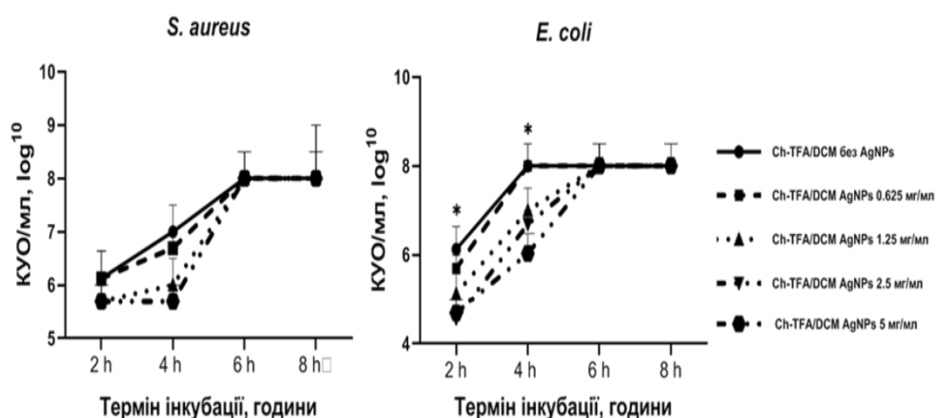 S. aureus
КУО/мл, log10
10
9
8
7
6
5
2 h
4 h
6 h
8 h
Термін інкубації, години
E. coli
КУО/мл, log10
10
8
6
4
*
*
2 h
4 h
6 h
8 h
Термін інкубації, години
Ch-TFA/DCM без AgNPs
Ch-TFA/DCM AgNPs 0.625 мг/мл
Ch-TFA/DCM AgNPs 1.25 мг/мл
Ch-TFA/DCM AgNPs 2.5 мг/мл
Ch-TFA/DCM AgNPs 5 мг/мл